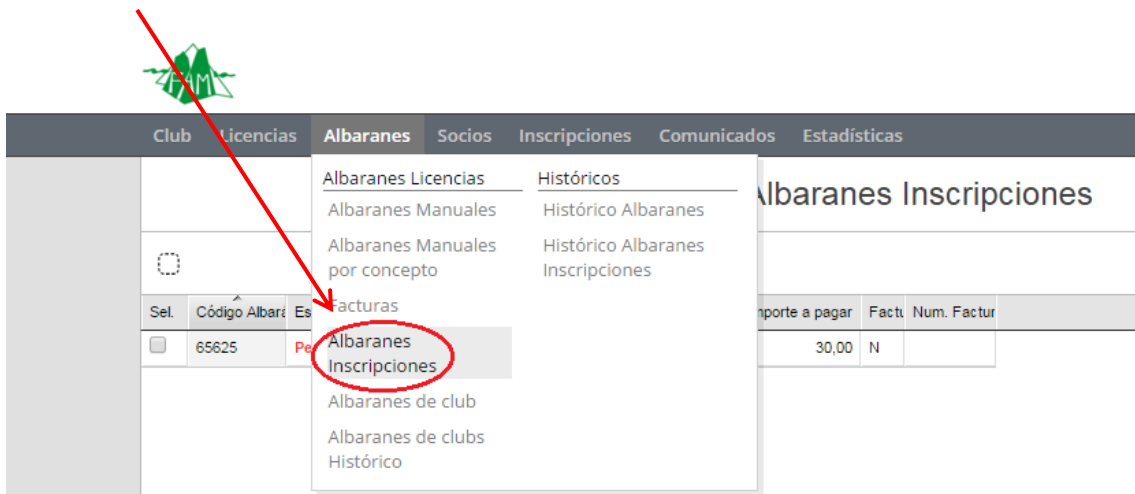 FAM
Club Licencias Albaranes Socios Inscripciones Comunicados Estadísticas
Albaranes Licencias
Albaranes Manuales
Albaranes Manuales
por concepto
Facturas
Albaranes
Inscripciones
Albaranes de club
Albaranes de clubs
Histórico
Históricos
Histórico Albaranes
Histórico Albaranes
Inscripciones
Albaranes Inscripciones
Sel. Código Albará Es mporte a pagar Factu Num. Factur
65625 Pe 30,00 N